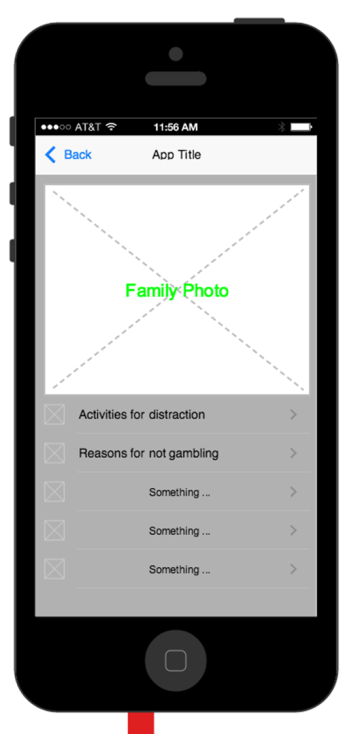 AT&T 11:56 AM
Back App Title
Family Photo
Activities for distraction
Reasons for not gambling
Something ...
Something ...
Something ...